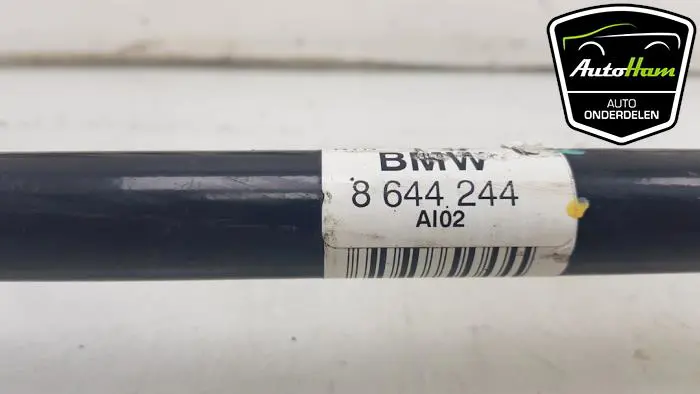 AutoHam
AUTO
ONDERDELEN
BMW
8 644 244
AI02